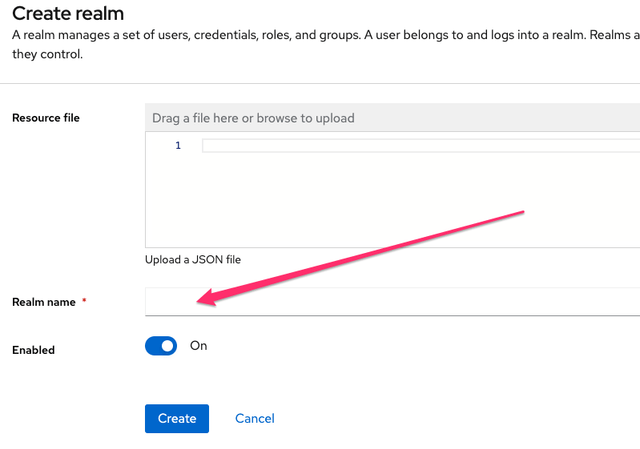 Create realm
A realm manages a set of users, credentials, roles, and groups. A user belongs to and logs into a realm. Realms a
they control.
Resource file
Drag a file here or browse to upload
1
Upload a JSON file
Realm name *
Enabled
On
Create
Cancel